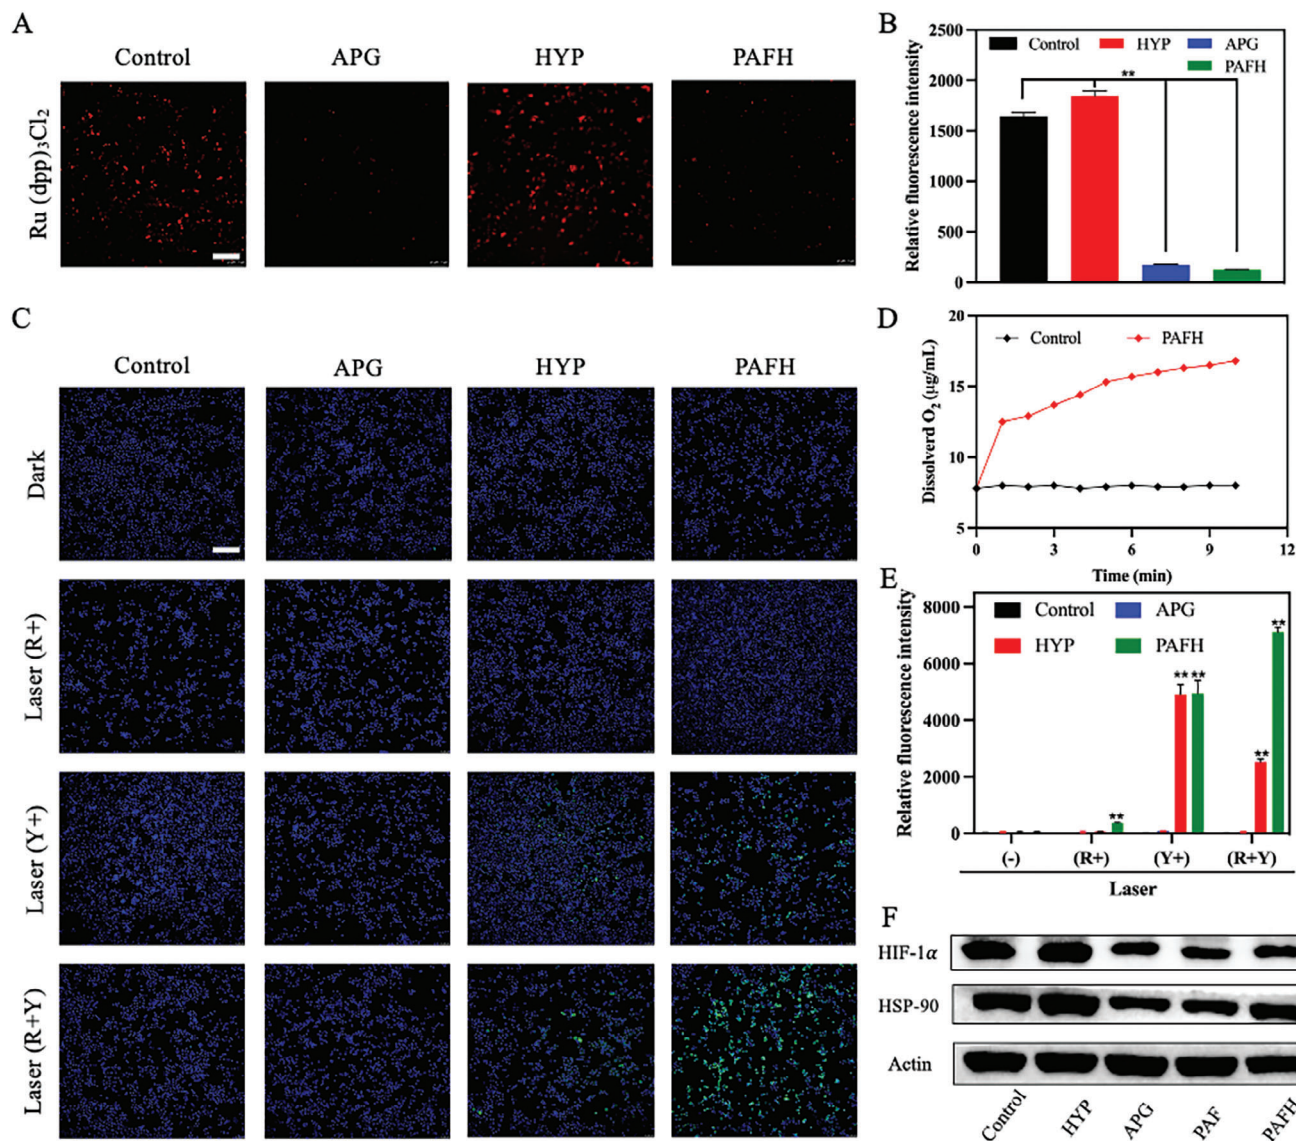 A
Control APG HYP PAFH
Ru (dpp)₃Cl₂
B
Relative fluorescence intensity
2500
2000
1500
1000
500
0
Control HYP APG
PAFH
**
C
Control APG HYP PAFH
Dark
Laser (R+)
Laser (Y+)
Laser (R+Y)
D
Dissolverd O₂ (μg/mL)
20
15
10
5
Control PAFH
0 3 6 9 12
Time (min)
E
Relative fluorescence intensity
8000
6000
4000
2000
0
Control APG
HYP PAFH
**
** **
**
**
(-) (R+) (Y+) (R+Y)
Laser
F
HIF-1α
HSP-90
Actin
Control HYP APG PAF PAFH